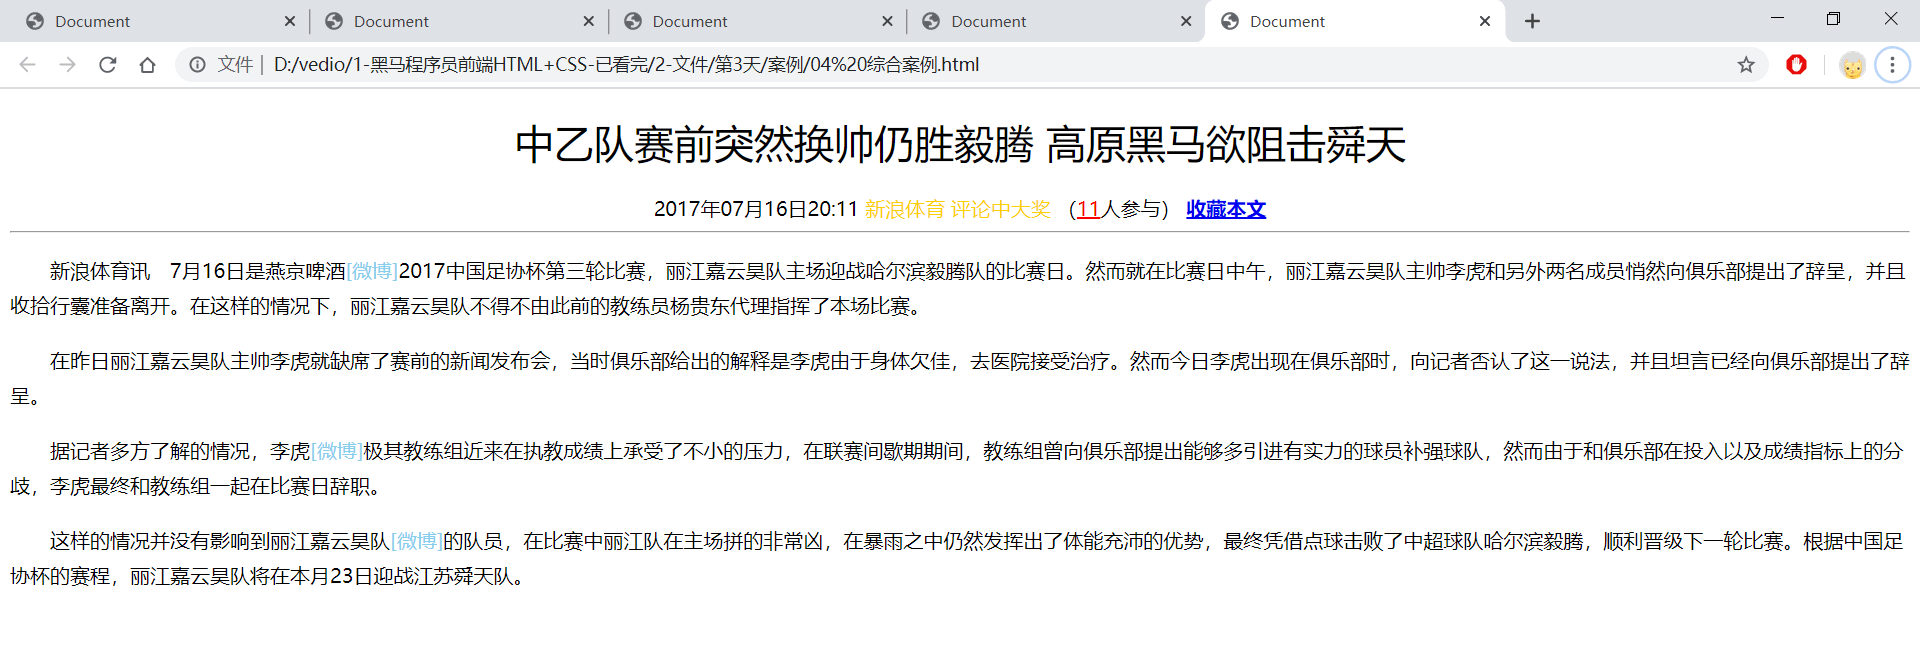 Document
Document
Document
Document
Document
文件 | D:/vedio/1-黑马程序员前端HTML+CSS-已看完/2-文件/第3天/案例/04%20综合案例.html
中乙队赛前突然换帅仍胜毅腾 高原黑马欲阻击舜天
2017年07月16日20:11 新浪体育 评论中大奖 （11人参与） 收藏本文
新浪体育讯　7月16日是燕京啤酒[微博]2017中国足协杯第三轮比赛，丽江嘉云昊队主场迎战哈尔滨毅腾队的比赛日。然而就在比赛日中午，丽江嘉云昊队主帅李虎和另外两名成员悄然向俱乐部提出了辞呈，并且
收拾行囊准备离开。在这样的情况下，丽江嘉云昊队不得不由此前的教练员杨贵东代理指挥了本场比赛。
在昨日丽江嘉云昊队主帅李虎就缺席了赛前的新闻发布会，当时俱乐部给出的解释是李虎由于身体欠佳，去医院接受治疗。然而今日李虎出现在俱乐部时，向记者否认了这一说法，并且坦言已经向俱乐部提出了辞
呈。
据记者多方了解的情况，李虎[微博]极其教练组近来在执教成绩上承受了不小的压力，在联赛间歇期期间，教练组曾向俱乐部提出能够多引进有实力的球员补强球队，然而由于和俱乐部在投入以及成绩指标上的分
歧，李虎最终和教练组一起在比赛日辞职。
这样的情况并没有影响到丽江嘉云昊队[微博]的队员，在比赛中丽江队在主场拼的非常凶，在暴雨之中仍然发挥出了体能充沛的优势，最终凭借点球击败了中超球队哈尔滨毅腾，顺利晋级下一轮比赛。根据中国足
协杯的赛程，丽江嘉云昊队将在本月23日迎战江苏舜天队。